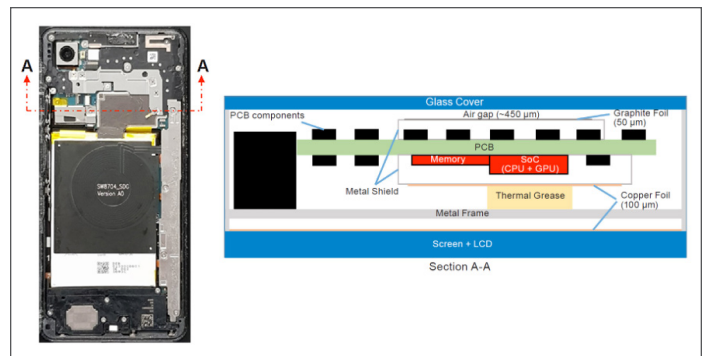 A
A
SWB704_SDG
Version A0
Glass Cover
PCB components
Air gap (~450 µm)
Graphite Foil
(50 µm)
PCB
Memory
SoC
(CPU + GPU)
Metal Shield
Thermal Grease
Copper Foil
(100 µm)
Metal Frame
Screen + LCD
Section A-A